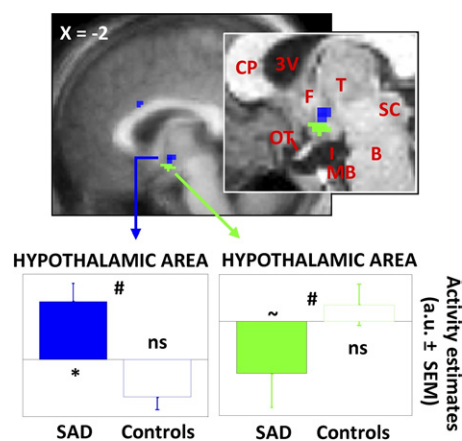 X = -2
CP
3V
T
F
SC
OT
I
B
MB
HYPOTHALAMIC AREA
HYPOTHALAMIC AREA
#
ns
*
~
#
ns
SAD
Controls
SAD
Controls
Activity estimates
(a.u. ± SEM)